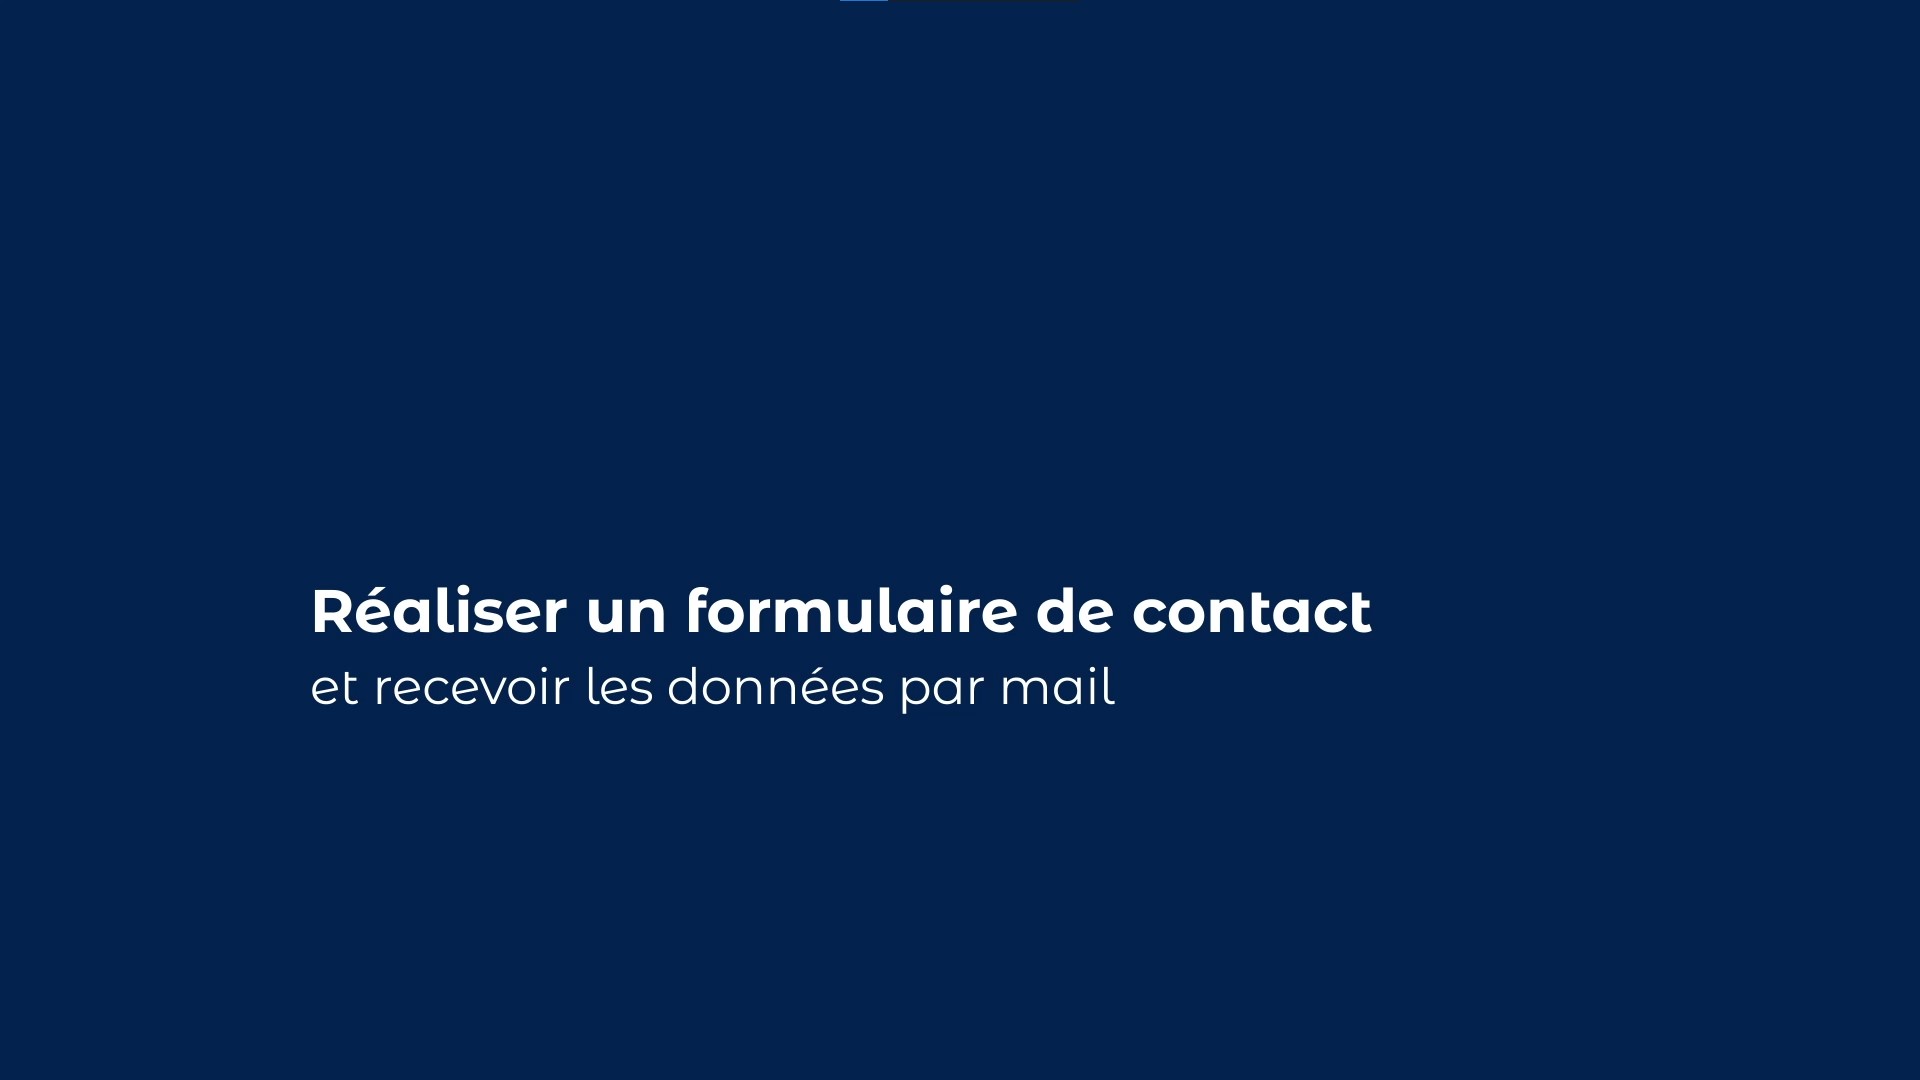 Réaliser un formulaire de contact
et recevoir les données par mail